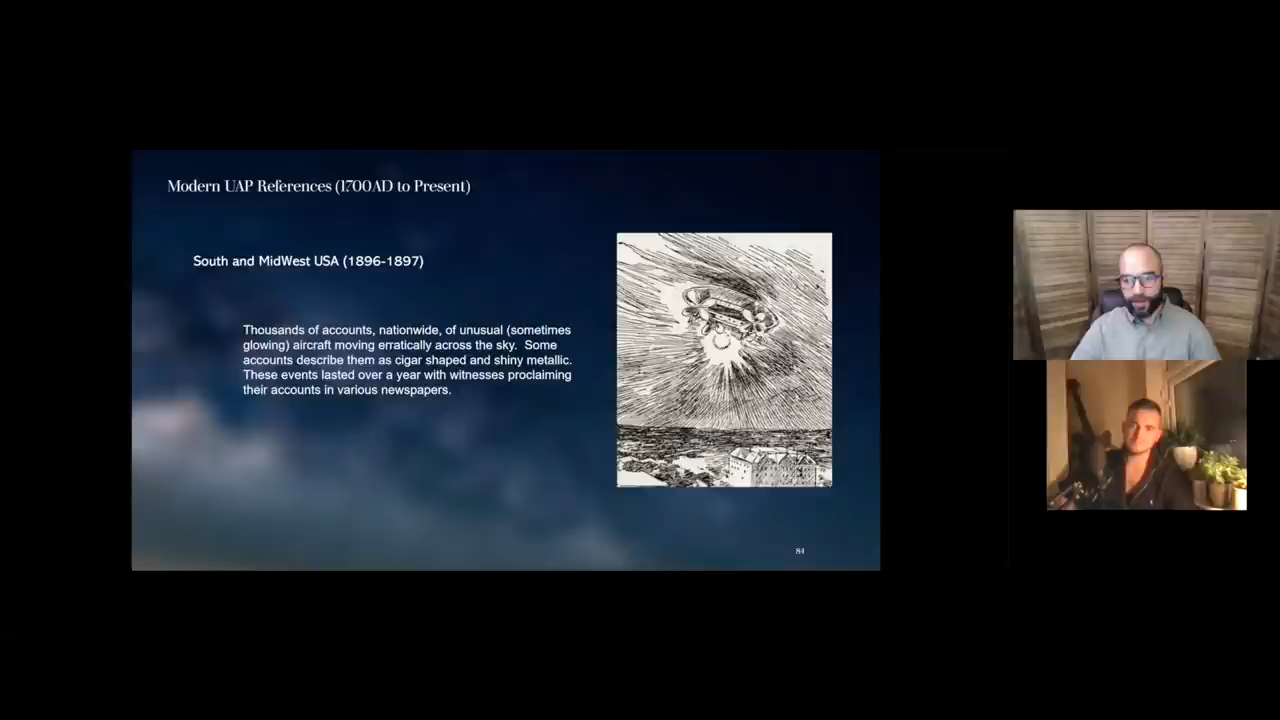 Modern UAP References (1700AD to Present)
South and MidWest USA (1896-1897)
Thousands of accounts, nationwide, of unusual (sometimes
glowing) aircraft moving erratically across the sky.  Some
accounts describe them as cigar shaped and shiny metallic.
These events lasted over a year with witnesses proclaiming
their accounts in various newspapers.
84